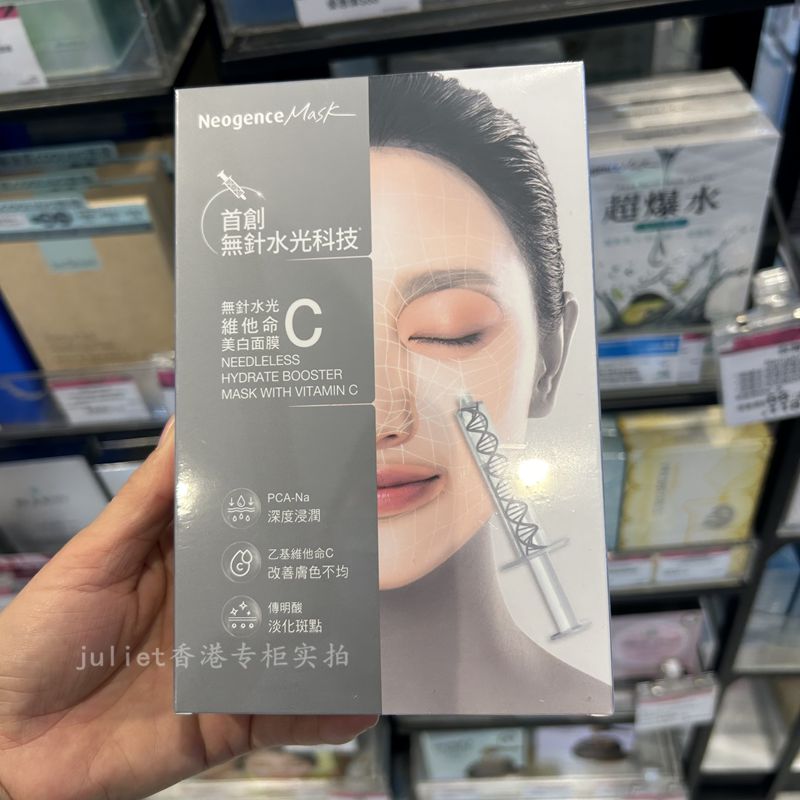 Neogence Mask
首創
無針水光科技
無針水光
維他命
美白面膜
C
NEEDLELESS
HYDRATE BOOSTER
MASK WITH VITAMIN C
PCA-Na
深度浸潤
乙基維他命C
改善膚色不均
傳明酸
淡化斑點
juliet香港专柜实拍
超爆水